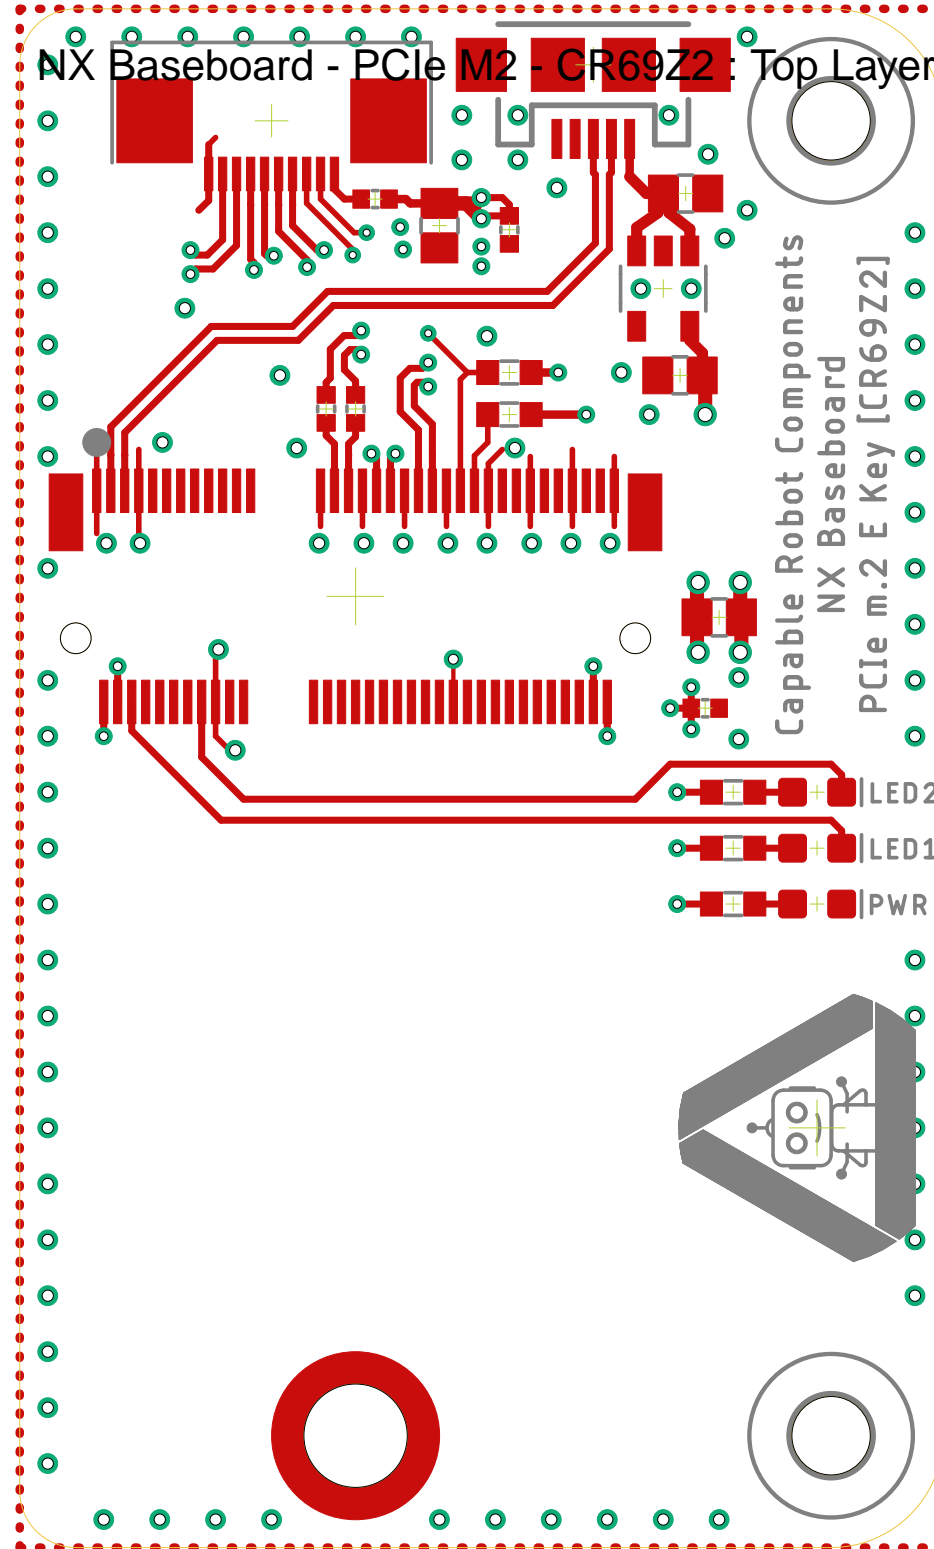 NX Baseboard - PCIe M2 - CR69Z2 : Top Layer
Capable Robot Components
NX Baseboard
PCIe m.2 E Key [CR69Z2]
LED2
LED1
PWR